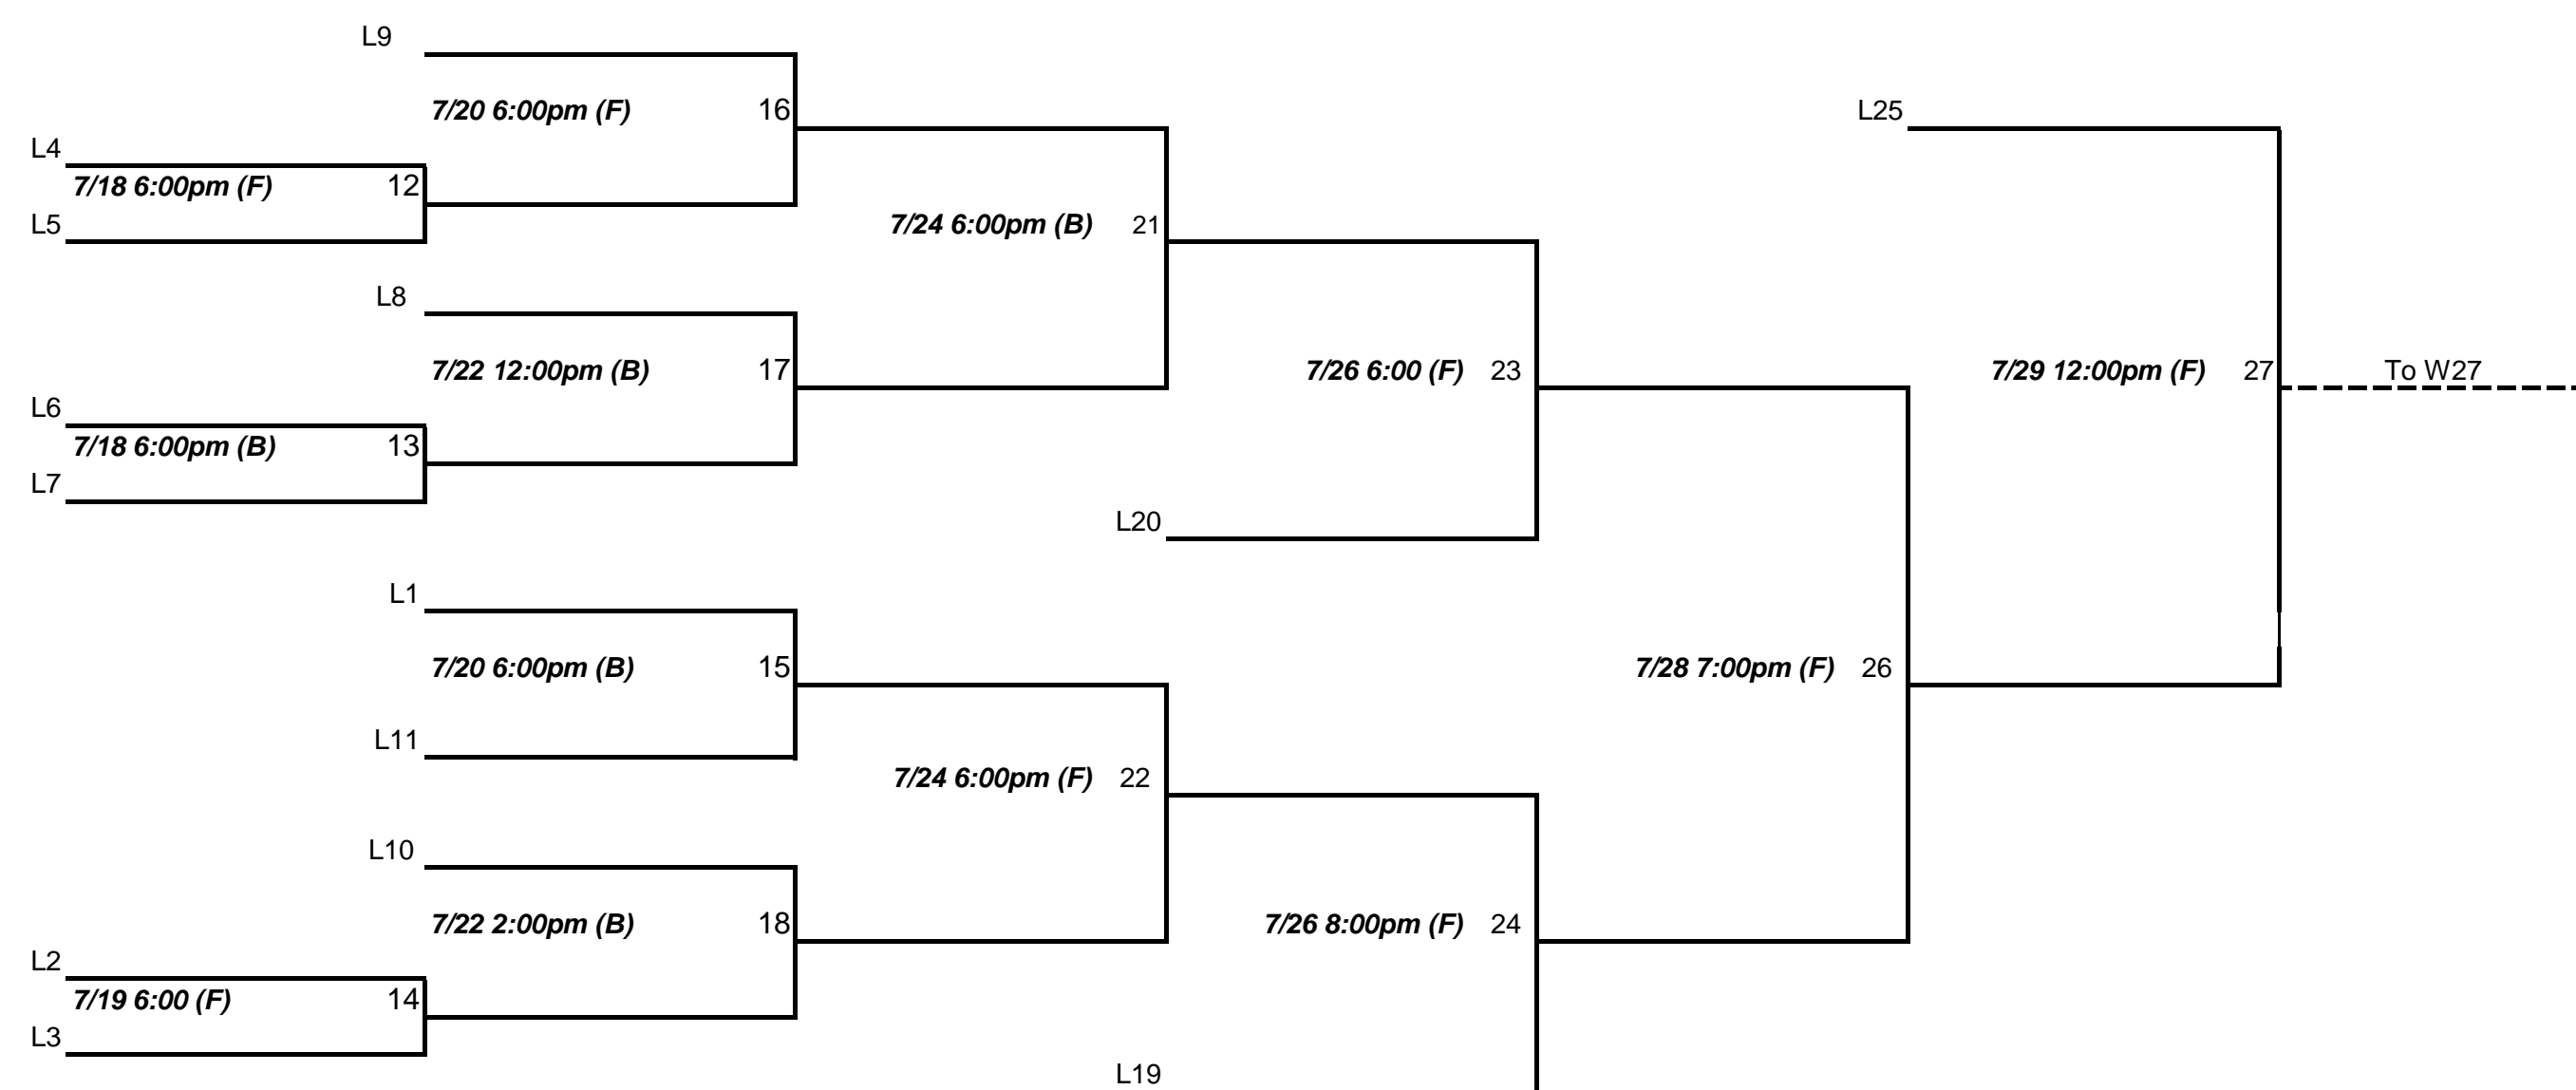 L9
7/20 6:00pm (F) 16
L25
L4
7/18 6:00pm (F) 12
L5
7/24 6:00pm (B) 21
L8
7/22 12:00pm (B) 17
7/26 6:00 (F) 23
7/29 12:00pm (F) 27
To W27
L6
7/18 6:00pm (B) 13
L7
L20
L1
7/20 6:00pm (B) 15
7/28 7:00pm (F) 26
L11
7/24 6:00pm (F) 22
L10
7/22 2:00pm (B) 18
7/26 8:00pm (F) 24
L2
7/19 6:00 (F) 14
L3
L19